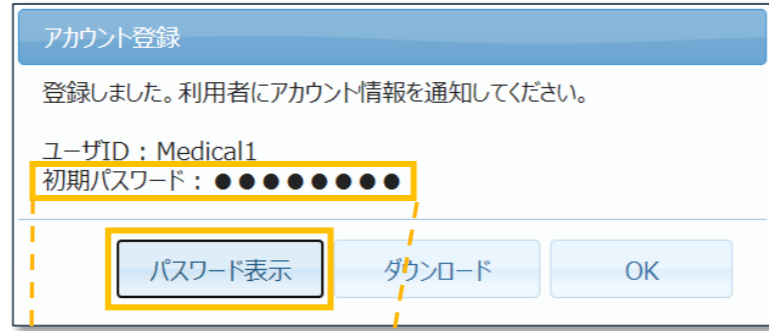 アカウント登録
登録しました。利用者にアカウント情報を通知してください。
ユーザID：Medical1
初期パスワード：●●●●●●●●
パスワード表示
ダウンロード
OK